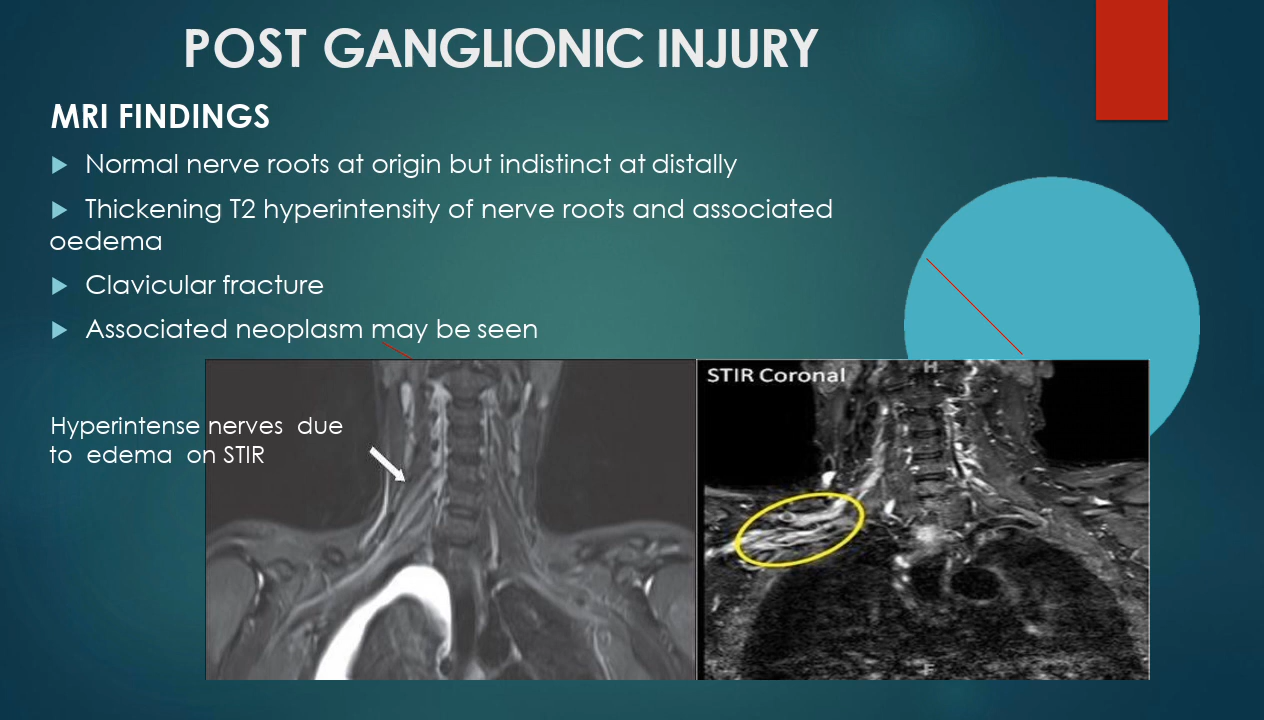 POST GANGLIONIC INJURY
MRI FINDINGS
Normal nerve roots at origin but indistinct at distally
Thickening T2 hyperintensity of nerve roots and associated
oedema
Clavicular fracture
Associated neoplasm may be seen
Hyperintense nerves due
to edema on STIR
STIR Coronal
H
F